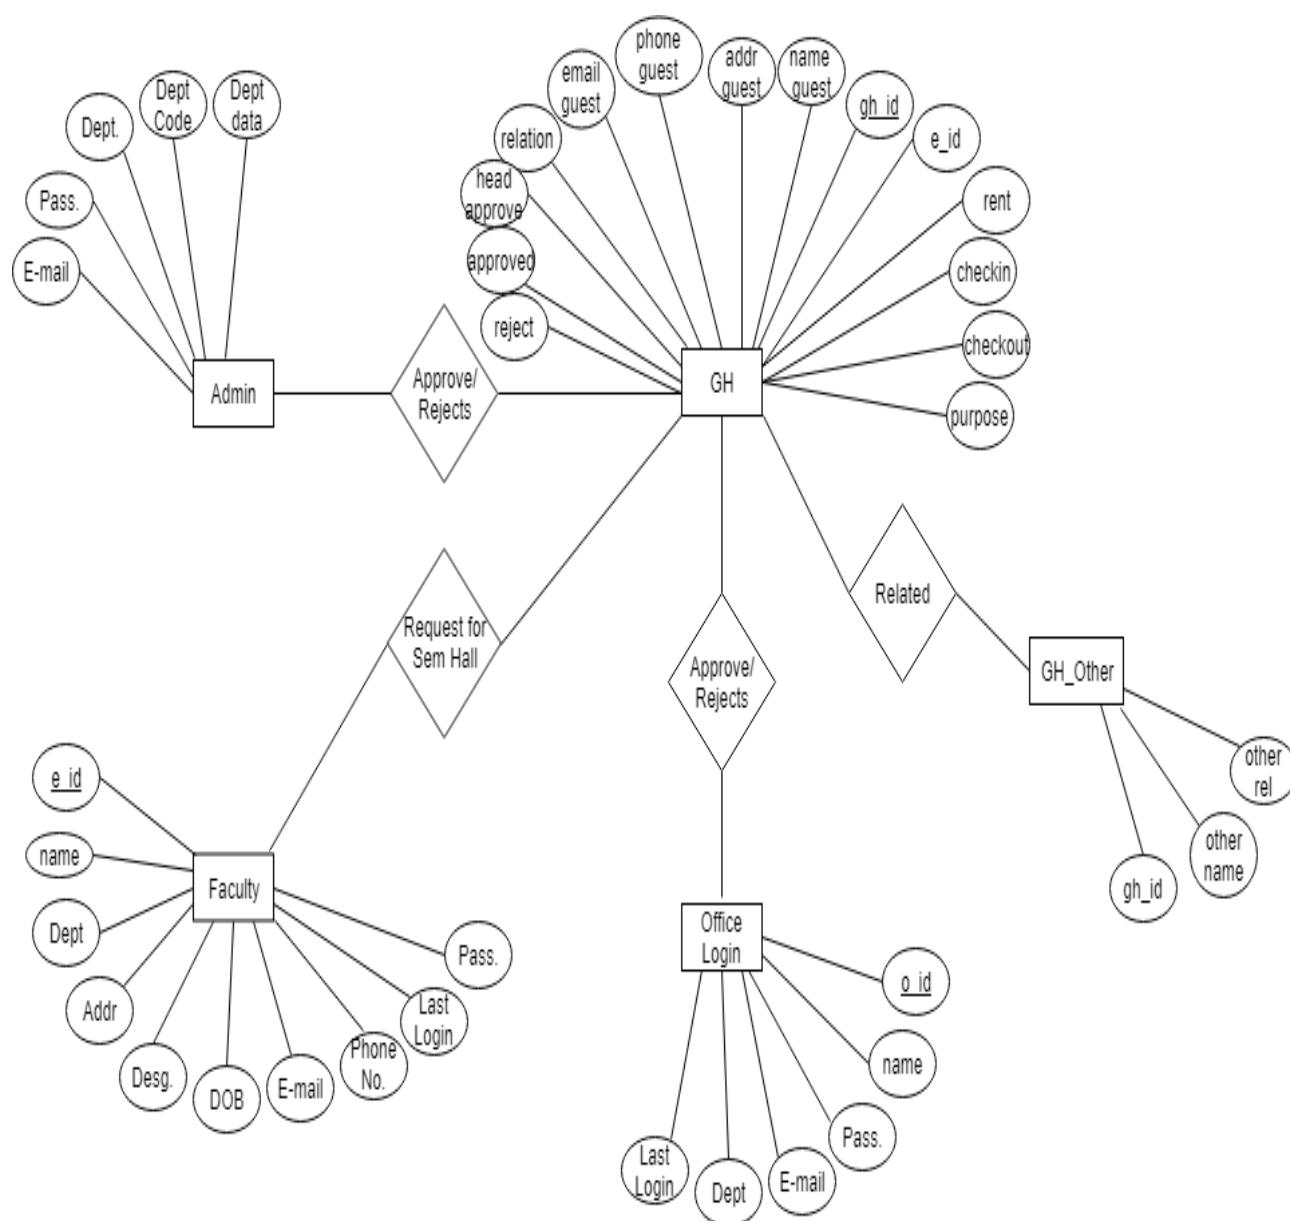 phone
guest
addr
guest
name
guest
email
guest
Dept
Code
Dept
data
gh_id
Dept.
relation
e_id
Pass.
head
approve
rent
E-mail
approved
checkin
reject
checkout
Admin
Approve/
Rejects
GH
purpose
Related
Request for
Sem Hall
Approve/
Rejects
GH_Other
e_id
other
rel
name
Faculty
other
name
gh_id
Dept
Office
Login
Pass.
o_id
Addr
Last
Login
Phone
No.
name
Desg.
DOB
E-mail
Pass.
Last
Login
Dept
E-mail